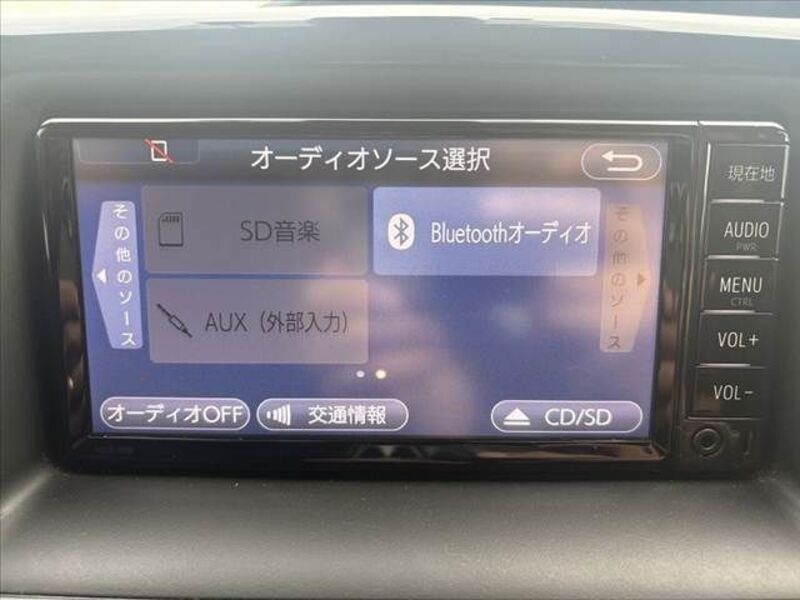 オーディオソース選択
現在地
その他のソース
SD音楽
Bluetoothオーディオ
その他のソース
AUDIO
PWR
MENU
CTRL
AUX（外部入力）
VOL+
VOL-
オーディオOFF
交通情報
CD/SD